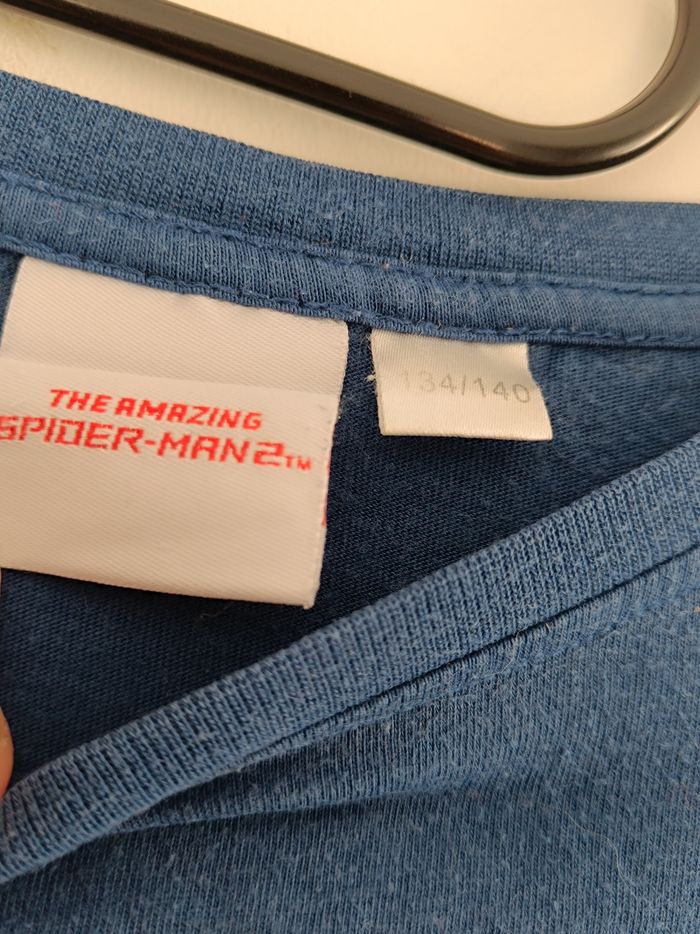 THE AMAZING
SPIDER-MAN 2™
134/140